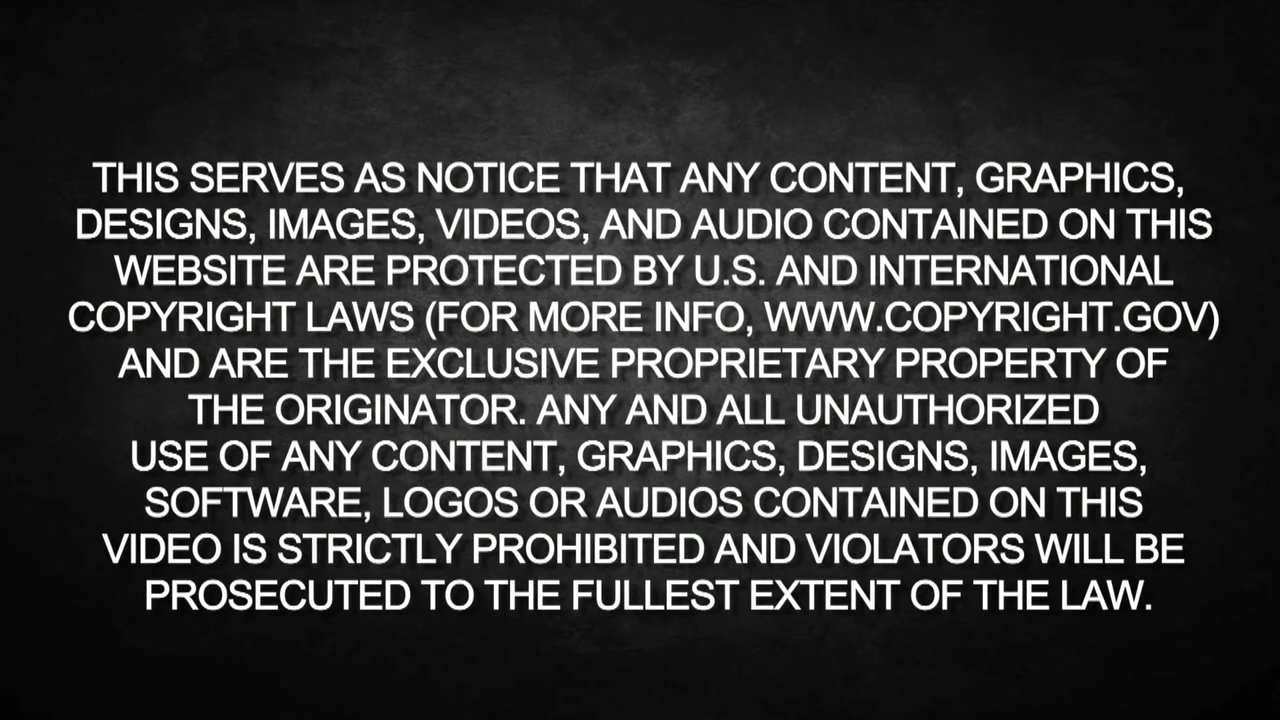 THIS SERVES AS NOTICE THAT ANY CONTENT, GRAPHICS,
DESIGNS, IMAGES, VIDEOS, AND AUDIO CONTAINED ON THIS
WEBSITE ARE PROTECTED BY U.S. AND INTERNATIONAL
COPYRIGHT LAWS (FOR MORE INFO, WWW.COPYRIGHT.GOV)
AND ARE THE EXCLUSIVE PROPRIETARY PROPERTY OF
THE ORIGINATOR. ANY AND ALL UNAUTHORIZED
USE OF ANY CONTENT, GRAPHICS, DESIGNS, IMAGES,
SOFTWARE, LOGOS OR AUDIOS CONTAINED ON THIS
VIDEO IS STRICTLY PROHIBITED AND VIOLATORS WILL BE
PROSECUTED TO THE FULLEST EXTENT OF THE LAW.